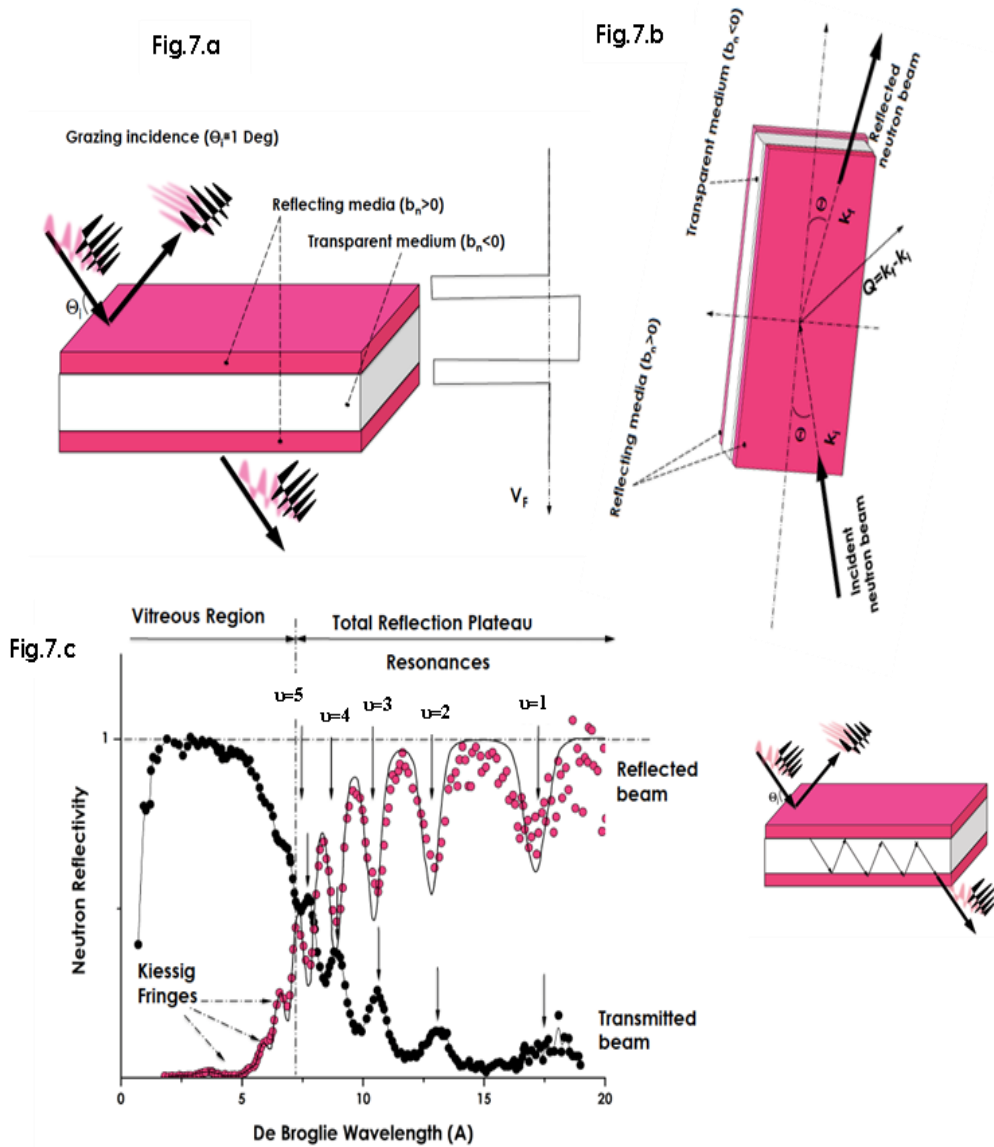 Fig.7.a
Grazing incidence (Θi≡1 Deg)
Reflecting media (bn>0)
Transparent medium (bn<0)
Θi
VF
Fig.7.b
Transparent medium (bn<0)
Reflected
neutron beam
Θ
kf
Q=kf-ki
Reflecting media (bn>0)
Θ
ki
Incident
neutron beam
Fig.7.c
Vitreous Region
Total Reflection Plateau
Resonances
υ=5
υ=4
υ=3
υ=2
υ=1
1
Neutron Reflectivity
Reflected
beam
Kiessig
Fringes
Transmitted
beam
0 5 10 15 20
De Broglie Wavelength (A)
Θi